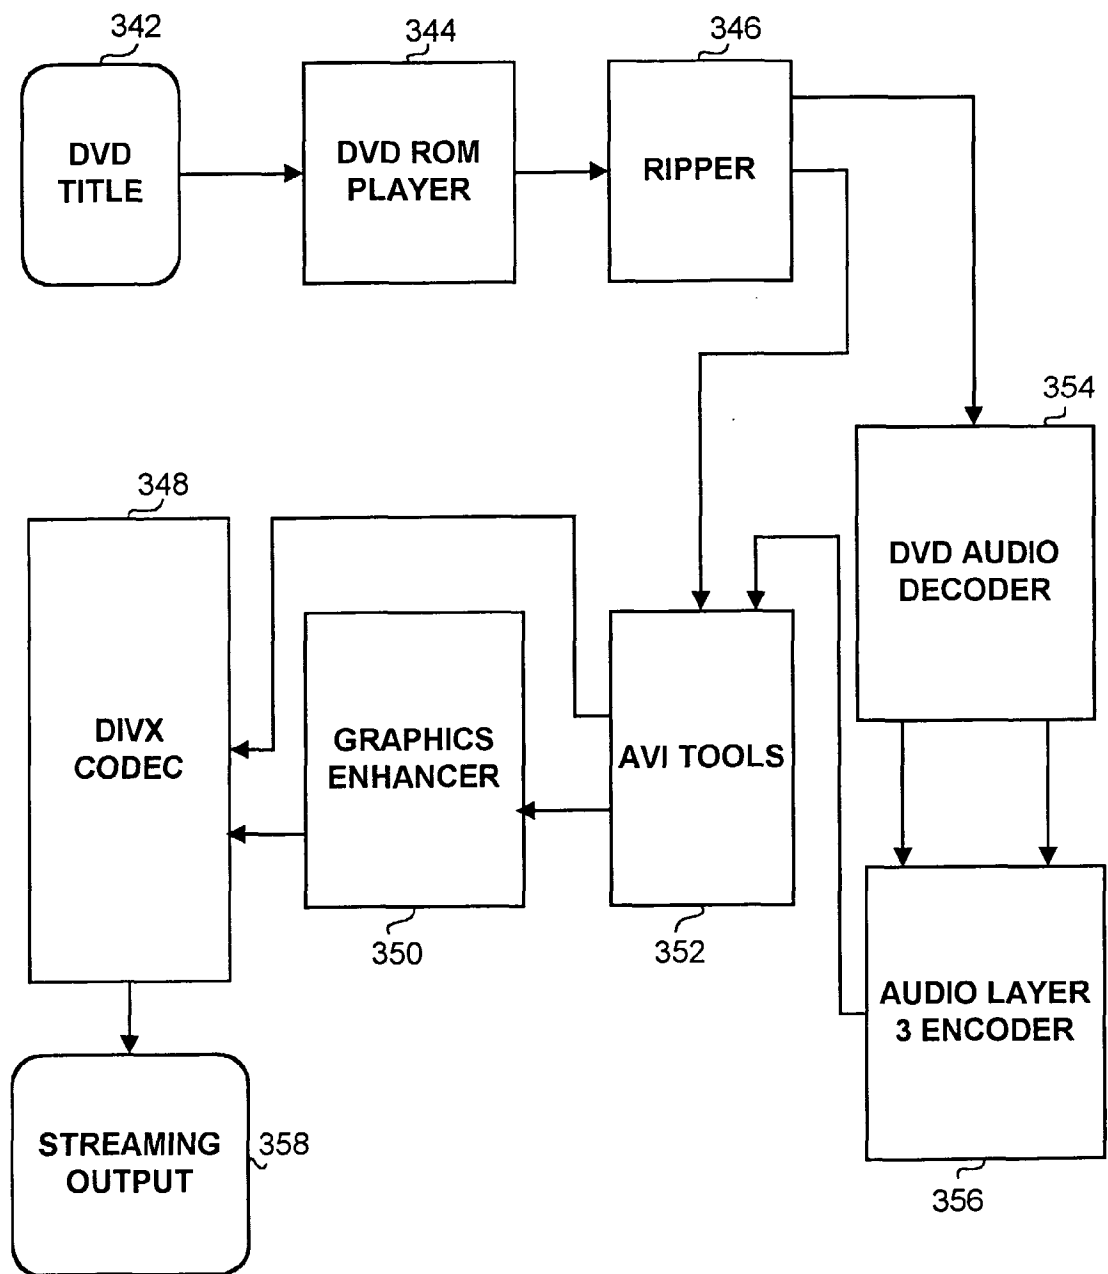 342
344
346
DVD
TITLE
DVD ROM
PLAYER
RIPPER
354
348
DVD AUDIO
DECODER
DIVX
CODEC
GRAPHICS
ENHANCER
AVI TOOLS
350
352
AUDIO LAYER
3 ENCODER
STREAMING
OUTPUT
358
356